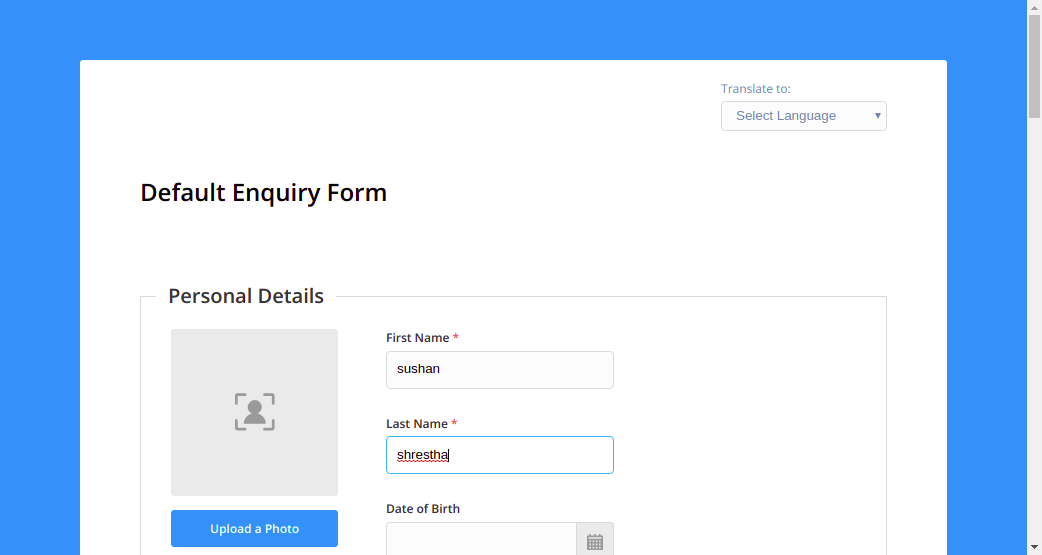 Translate to:
Select Language
Default Enquiry Form
Personal Details
First Name *
sushan
Last Name *
shrestha
Date of Birth
Upload a Photo